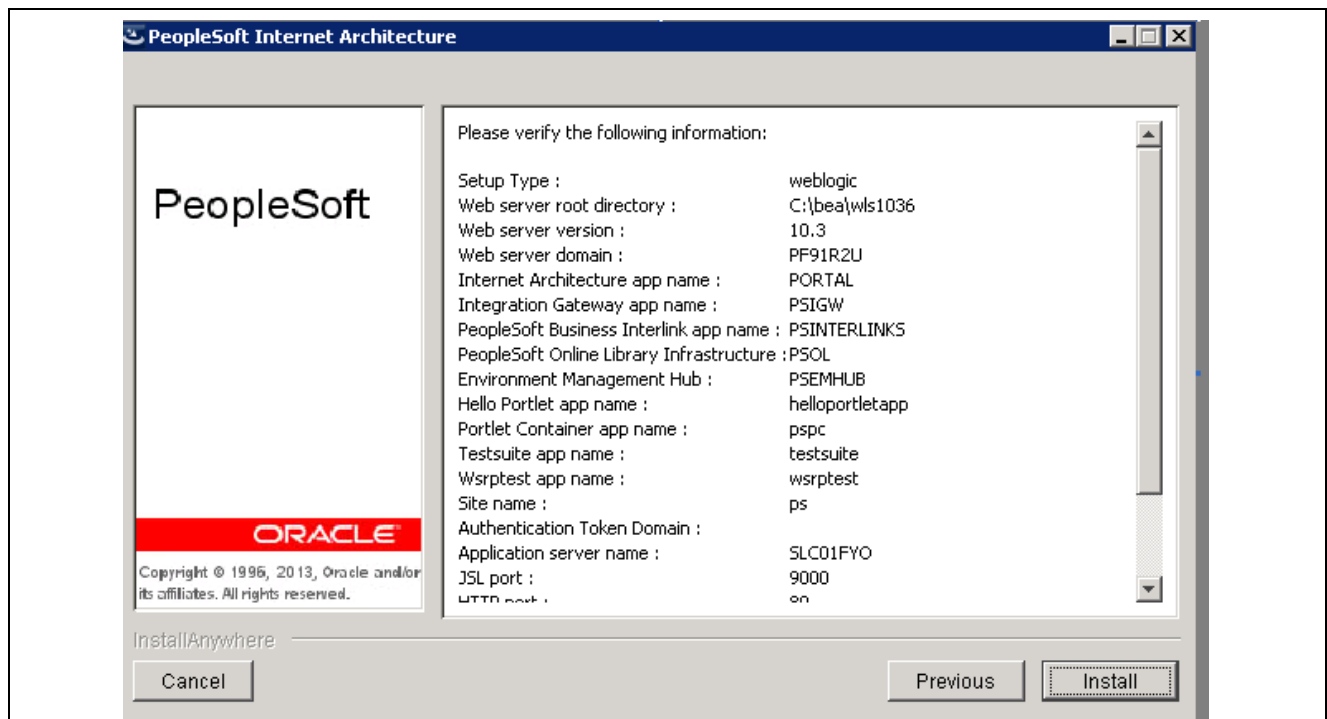 PeopleSoft Internet Architecture
PeopleSoft
ORACLE
Copyright © 1996, 2013, Oracle and/or
its affiliates. All rights reserved.
Please verify the following information:
Setup Type : weblogic
Web server root directory : C:\bea\wls1036
Web server version : 10.3
Web server domain : PF91R2U
Internet Architecture app name : PORTAL
Integration Gateway app name : PSIGW
PeopleSoft Business Interlink app name : PSINTERLINKS
PeopleSoft Online Library Infrastructure :PSOL
Environment Management Hub : PSEMHUB
Hello Portlet app name : helloportletapp
Portlet Container app name : pspc
Testsuite app name : testsuite
Wsrptest app name : wsrptest
Site name : ps
Authentication Token Domain :
Application server name : SLC01FYO
JSL port : 9000
HTTP port : 80
InstallAnywhere
Cancel
Previous
Install